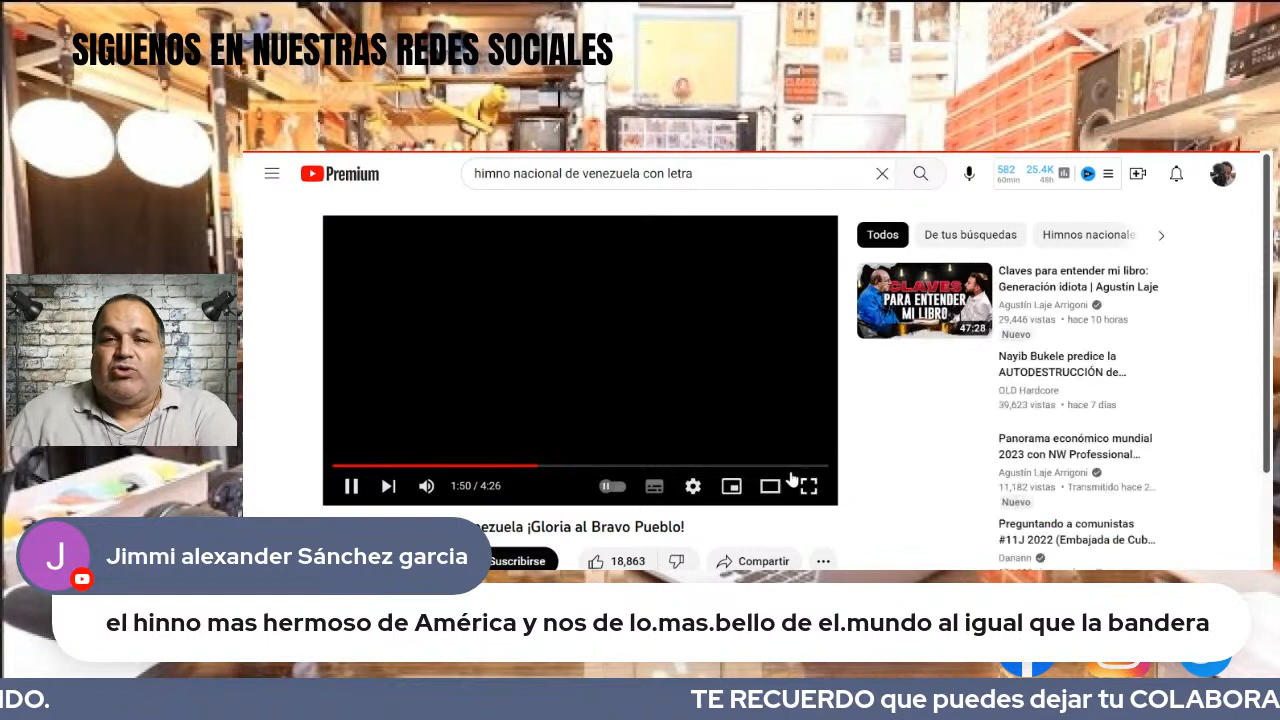 SIGUENOS EN NUESTRAS REDES SOCIALES
Premium
himno nacional de venezuela con letra
582
60min
25.4K
48h
Todos
De tus búsquedas
Himnos nacionale
CLAVES
PARA ENTENDER
MI LIBRO
47:28
Claves para entender mi libro:
Generación idiota | Agustín Laje
Agustín Laje Arrigoni
29,446 vistas • hace 10 horas
Nuevo
Nayib Bukele predice la
AUTODESTRUCCIÓN de...
OLD Hardcore
39,623 vistas • hace 7 días
Panorama económico mundial
2023 con NW Professional...
Agustín Laje Arrigoni
11,182 vistas • Transmitido hace 2...
Nuevo
Preguntando a comunistas
#11J 2022 (Embajada de Cub...
Danann
1:50 / 4:26
ezuela ¡Gloria al Bravo Pueblo!
Suscribirse
18,863
Compartir
J
Jimmi alexander Sánchez garcia
el hinno mas hermoso de América y nos de lo.mas.bello de el.mundo al igual que la bandera
NDO.
TE RECUERDO que puedes dejar tu COLABORA